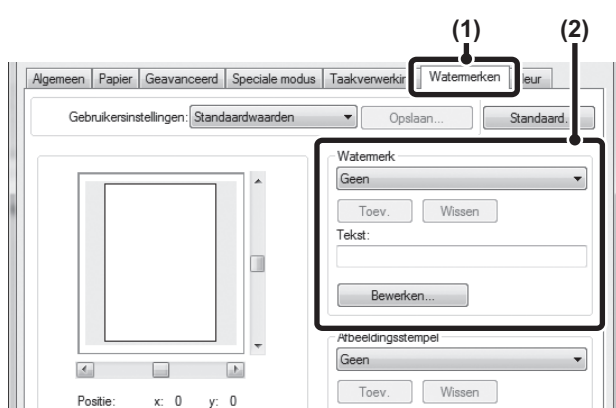 (1) (2)
Algemeen Papier Geavanceerd Speciale modus Taakverwerkin Watermerken leur
Gebruikersinstellingen: Standaardwaarden Opslaan... Standaard.
Watermerk
Geen
Toev. Wissen
Tekst:
Bewerken...
Afbeeldingsstempel
Geen
Toev. Wissen
Positie: x: 0 y: 0